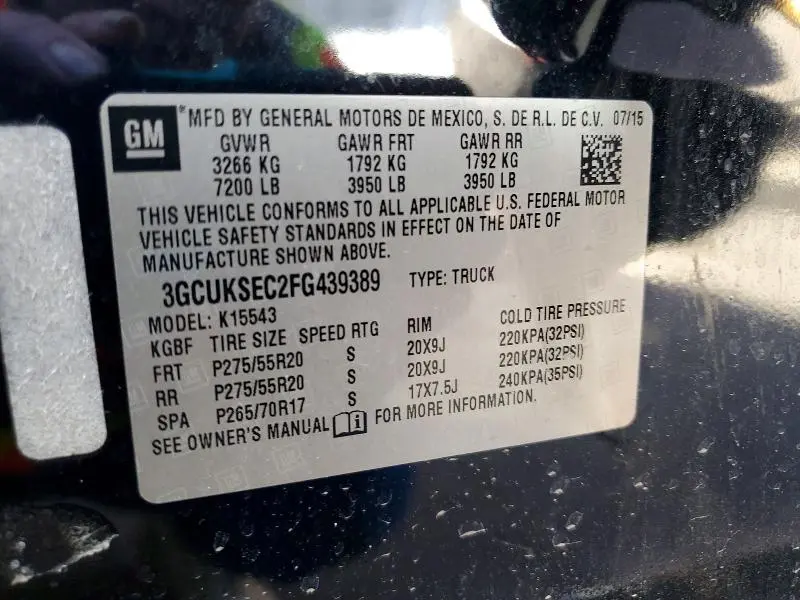 GM
*MFD BY GENERAL MOTORS DE MEXICO, S. DE R.L. DE C.V. 07/15
GVWR GAWR FRT GAWR RR
3266 KG 1792 KG 1792 KG
7200 LB 3950 LB 3950 LB
THIS VEHICLE CONFORMS TO ALL APPLICABLE U.S. FEDERAL MOTOR
VEHICLE SAFETY STANDARDS IN EFFECT ON THE DATE OF
MANUFACTURE SHOWN ABOVE.
3GCUKSEC2FG439389 TYPE: TRUCK
MODEL: K15543
KGBF TIRE SIZE SPEED RTG RIM COLD TIRE PRESSURE
FRT P275/55R20 S 20X9J 220KPA(32PSI)
RR P275/55R20 S 20X9J 220KPA(32PSI)
SPA P265/70R17 S 17X7.5J 240KPA(35PSI)
SEE OWNER'S MANUAL i FOR MORE INFORMATION.